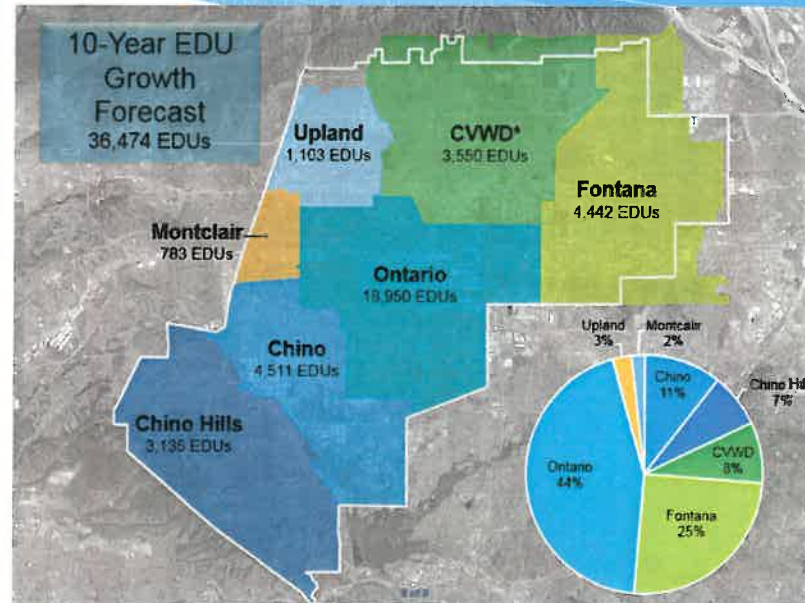 10-Year EDU
Growth
Forecast
36,474 EDUs
Upland
1,103 EDUs
CVWD*
3,550 EDUs
Fontana
4,442 EDUs
Montclair
783 EDUs
Ontario
18,950 EDUs
Chino
4,511 EDUs
Chino Hills
3,135 EDUs
Upland
3%
Montclair
2%
Chino
11%
Chino Hil
7%
CVWD
8%
Fontana
25%
Ontario
44%